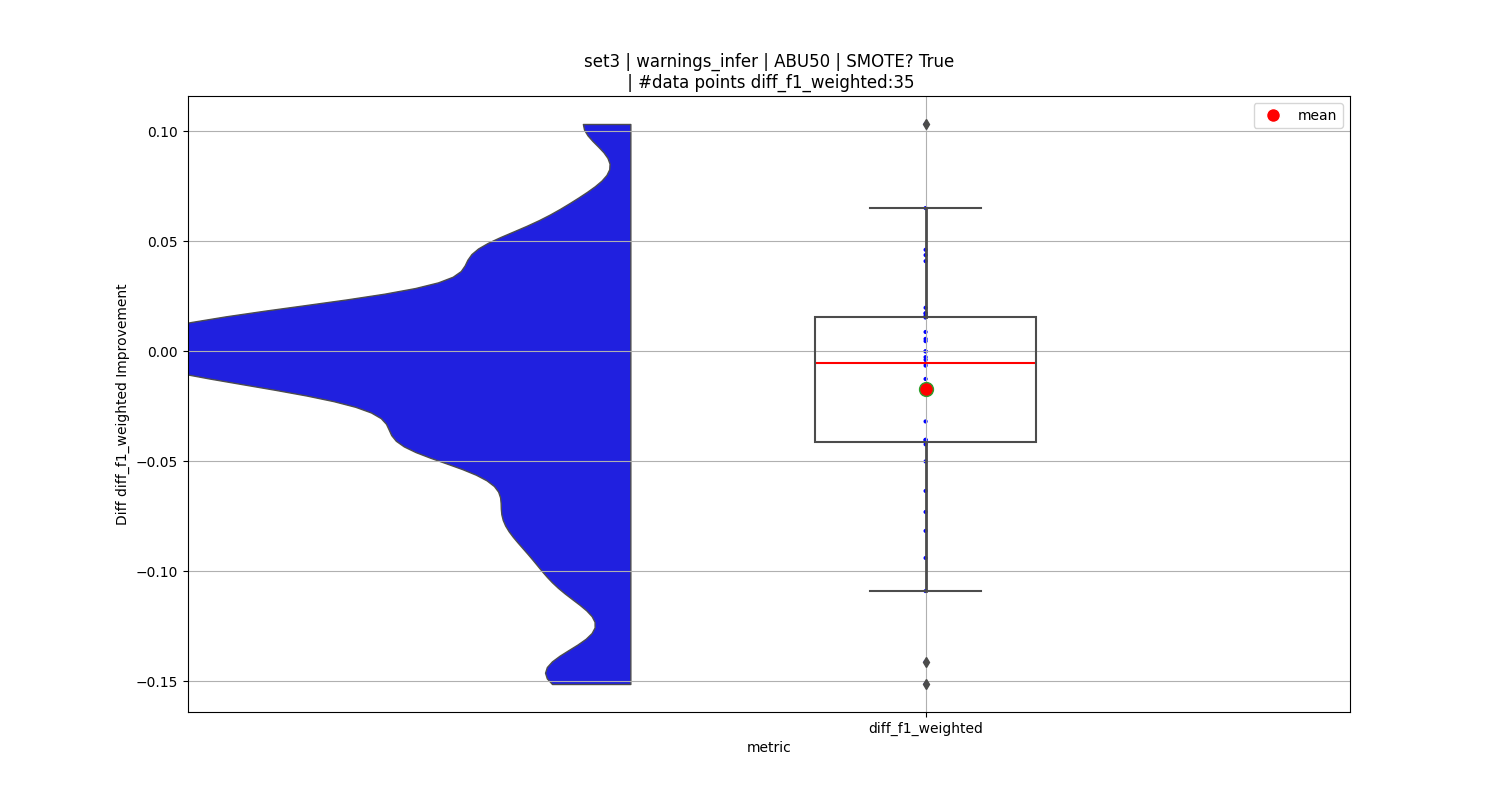 set3 | warnings_infer | ABU50 | SMOTE? True
| #data points diff_f1_weighted:35
mean
0.10
0.05
0.00
−0.05
−0.10
−0.15
Diff diff_f1_weighted Improvement
diff_f1_weighted
metric